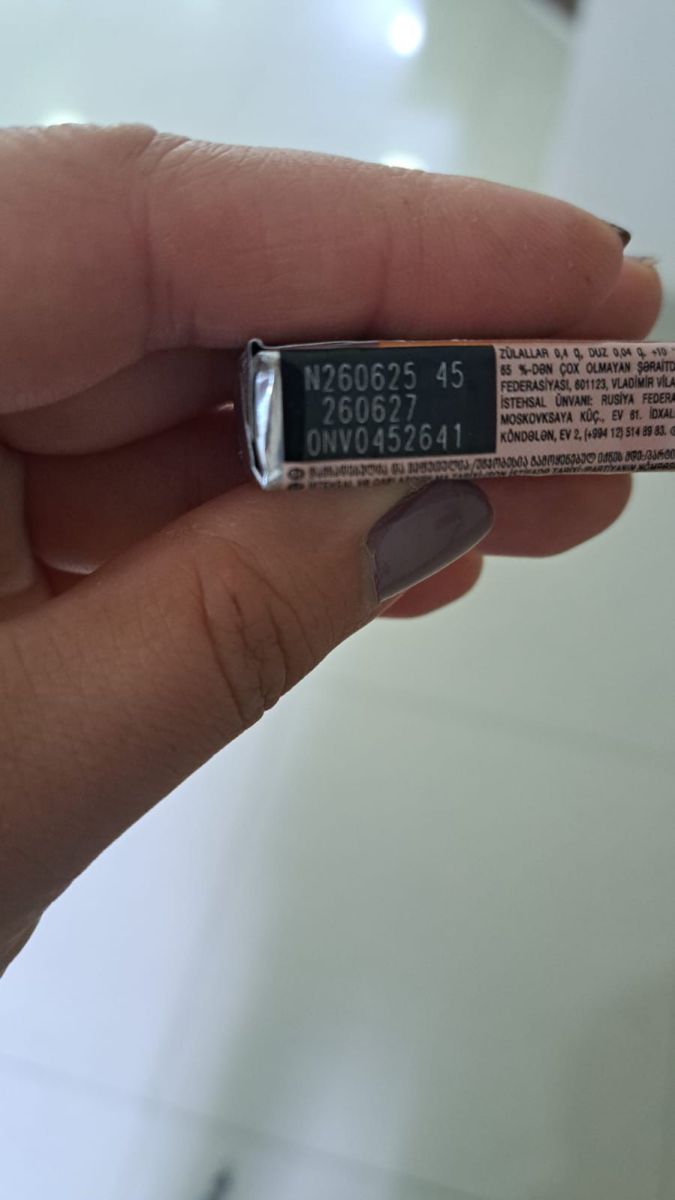 N260625 45
260627
0NV0452641
ZÜLALLAR 0,4 q, DUZ 0,04 q. +10
65 %-DƏN ÇOX OLMAYAN ŞƏRAİTD
FEDERASİYASI, 601123, VLADİMİR VİLA
İSTEHSAL ÜNVANI: RUSİYA FEDERA
MOSKOVKSAYA KÜÇ., EV 61. İDXAL
KÖNDƏLƏN, EV 2, (+994 12) 514 89 83.